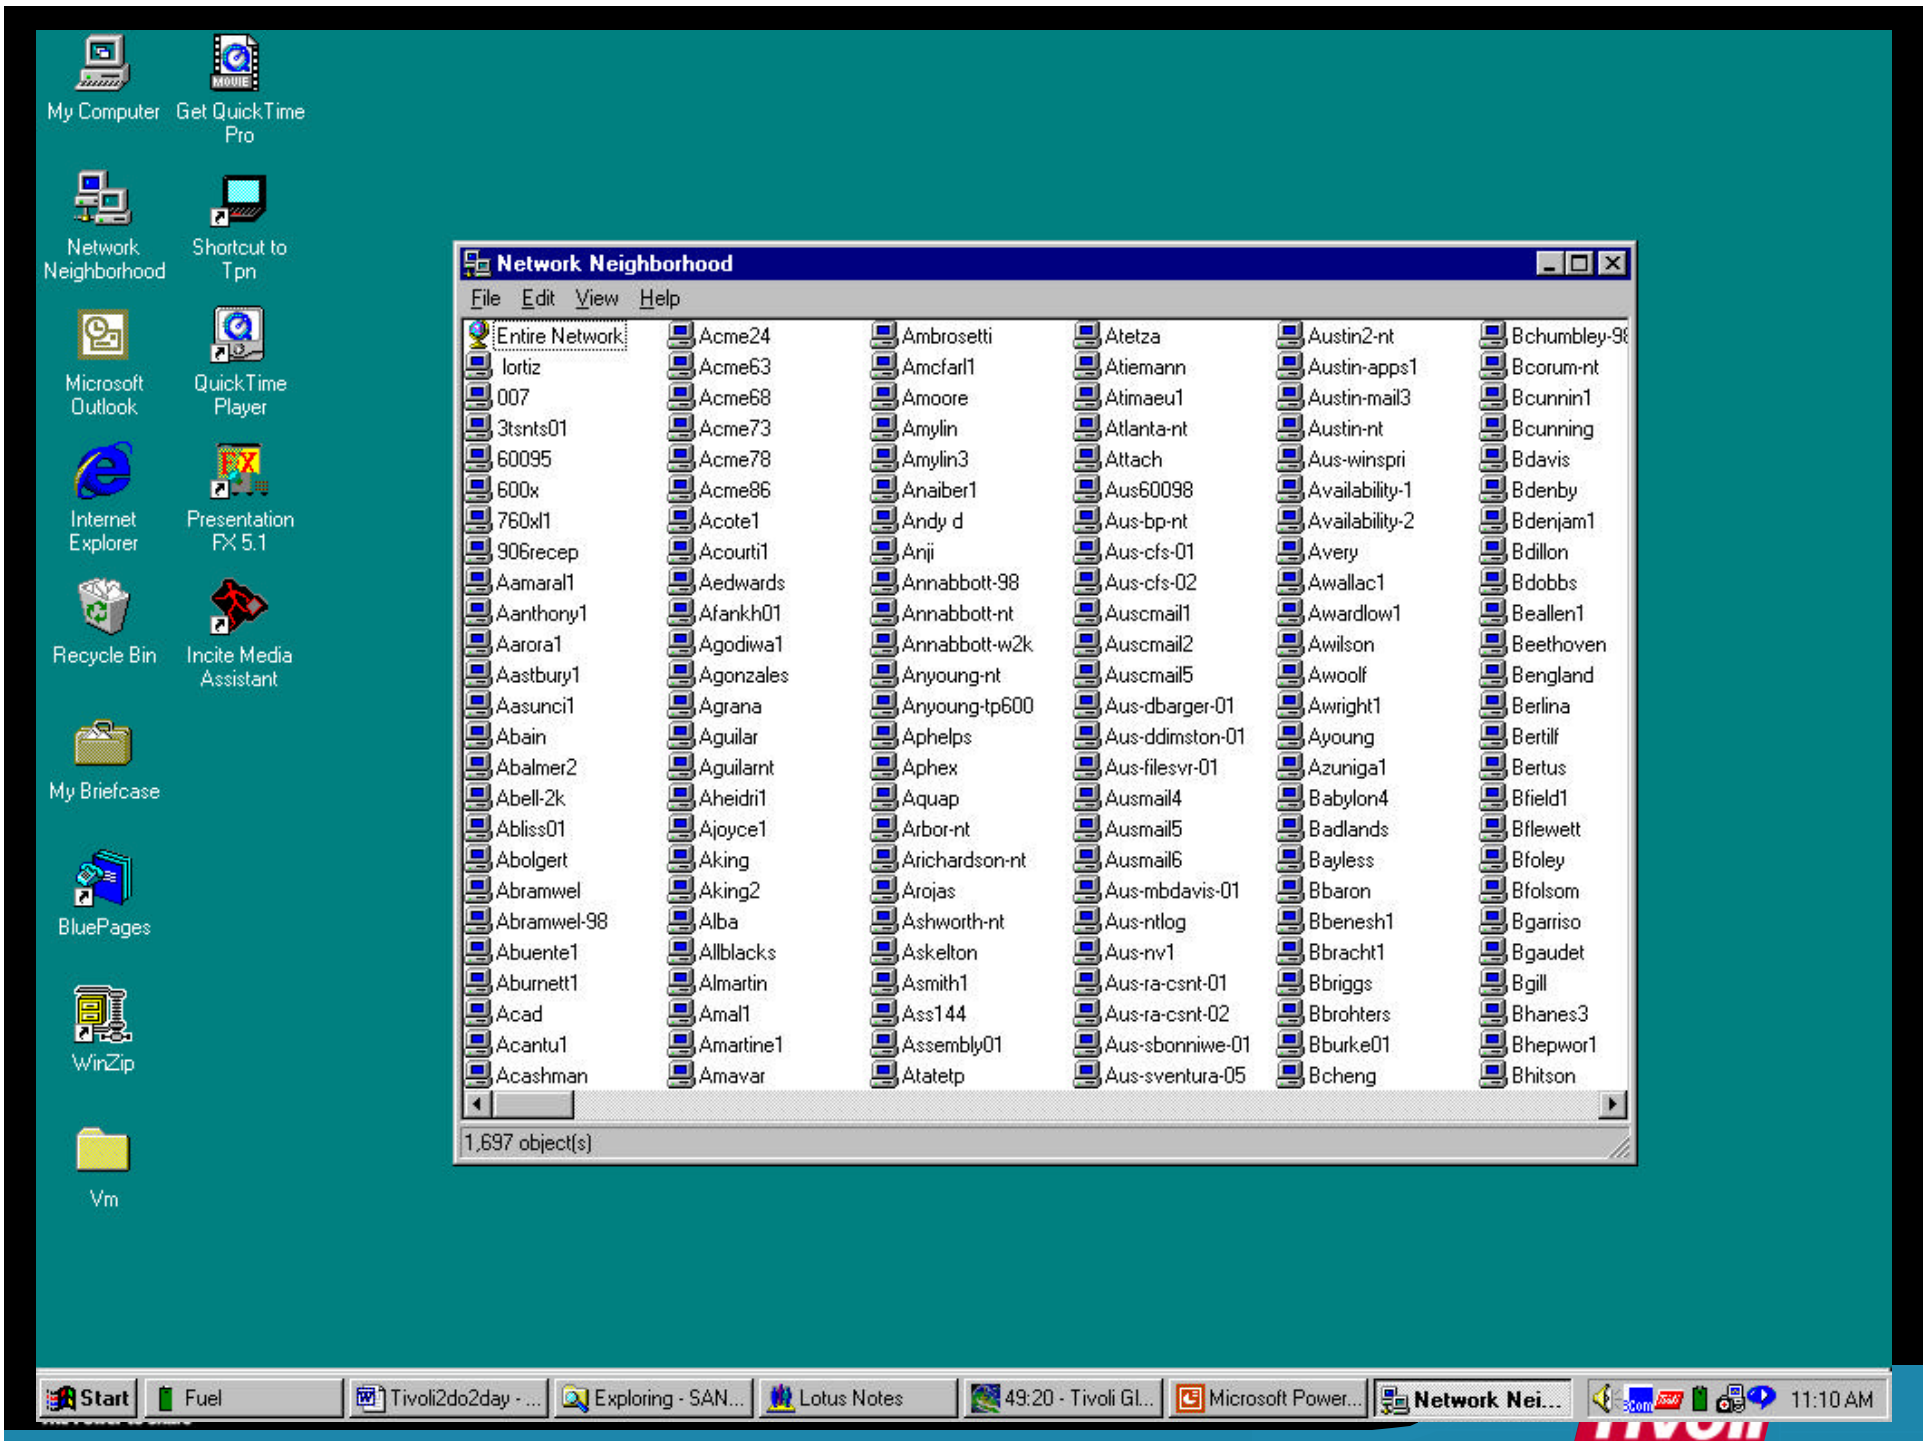 My Computer
Get QuickTime
Pro
MOVIE
Network
Neighborhood
Shortcut to
Tpn
Microsoft
Outlook
QuickTime
Player
Internet
Explorer
Presentation
FX 5.1
FX
Recycle Bin
Incite Media
Assistant
My Briefcase
BluePages
WinZip
Vm
Network Neighborhood
File Edit View Help
Entire Network
lortiz
007
3tsnts01
60095
600x
760xl1
906recep
Aamaral1
Aanthony1
Aarora1
Aastbury1
Aasunci1
Abain
Abalmer2
Abell-2k
Abliss01
Abolgert
Abramwel
Abramwel-98
Abuente1
Aburnett1
Acad
Acantu1
Acashman
Acme24
Acme63
Acme68
Acme73
Acme78
Acme86
Acote1
Acourti1
Aedwards
Afankh01
Agodiwa1
Agonzales
Agrana
Aguilar
Aguilarnt
Aheidri1
Ajoyce1
Aking
Aking2
Alba
Allblacks
Almartin
Amal1
Amartine1
Amavar
Ambrosetti
Amcfarl1
Amoore
Amylin
Amylin3
Anaiber1
Andy d
Anji
Annabbott-98
Annabbott-nt
Annabbott-w2k
Anyoung-nt
Anyoung-tp600
Aphelps
Aphex
Aquap
Arbor-nt
Arichardson-nt
Arojas
Ashworth-nt
Askelton
Asmith1
Ass144
Assembly01
Atatetp
Atetza
Atiemann
Atimaeu1
Atlanta-nt
Attach
Aus60098
Aus-bp-nt
Aus-cfs-01
Aus-cfs-02
Auscmail1
Auscmail2
Auscmail5
Aus-dbarger-01
Aus-ddimston-01
Aus-filesvr-01
Ausmail4
Ausmail5
Ausmail6
Aus-mbdavis-01
Aus-ntlog
Aus-nv1
Aus-ra-csnt-01
Aus-ra-csnt-02
Aus-sbonniwe-01
Aus-sventura-05
Austin2-nt
Austin-apps1
Austin-mail3
Austin-nt
Aus-winspri
Availability-1
Availability-2
Avery
Awallac1
Awardlow1
Awilson
Awoolf
Awright1
Ayoung
Azuniga1
Babylon4
Badlands
Bayless
Bbaron
Bbenesh1
Bbracht1
Bbriggs
Bbrohters
Bburke01
Bcheng
Bchumbley-98
Bcorum-nt
Bcunnin1
Bcunning
Bdavis
Bdenby
Bdenjam1
Bdillon
Bdobbs
Beallen1
Beethoven
Bengland
Berlina
Bertilf
Bertus
Bfield1
Bflewett
Bfoley
Bfolsom
Bgarriso
Bgaudet
Bgill
Bhanes3
Bhepwor1
Bhitson
1,697 object(s)
Start Fuel Tivoli2do2day - ... Exploring - SAN... Lotus Notes 49:20 - Tivoli Gl... Microsoft Power... Network Nei... 3Com 11:10 AM
Tivoli